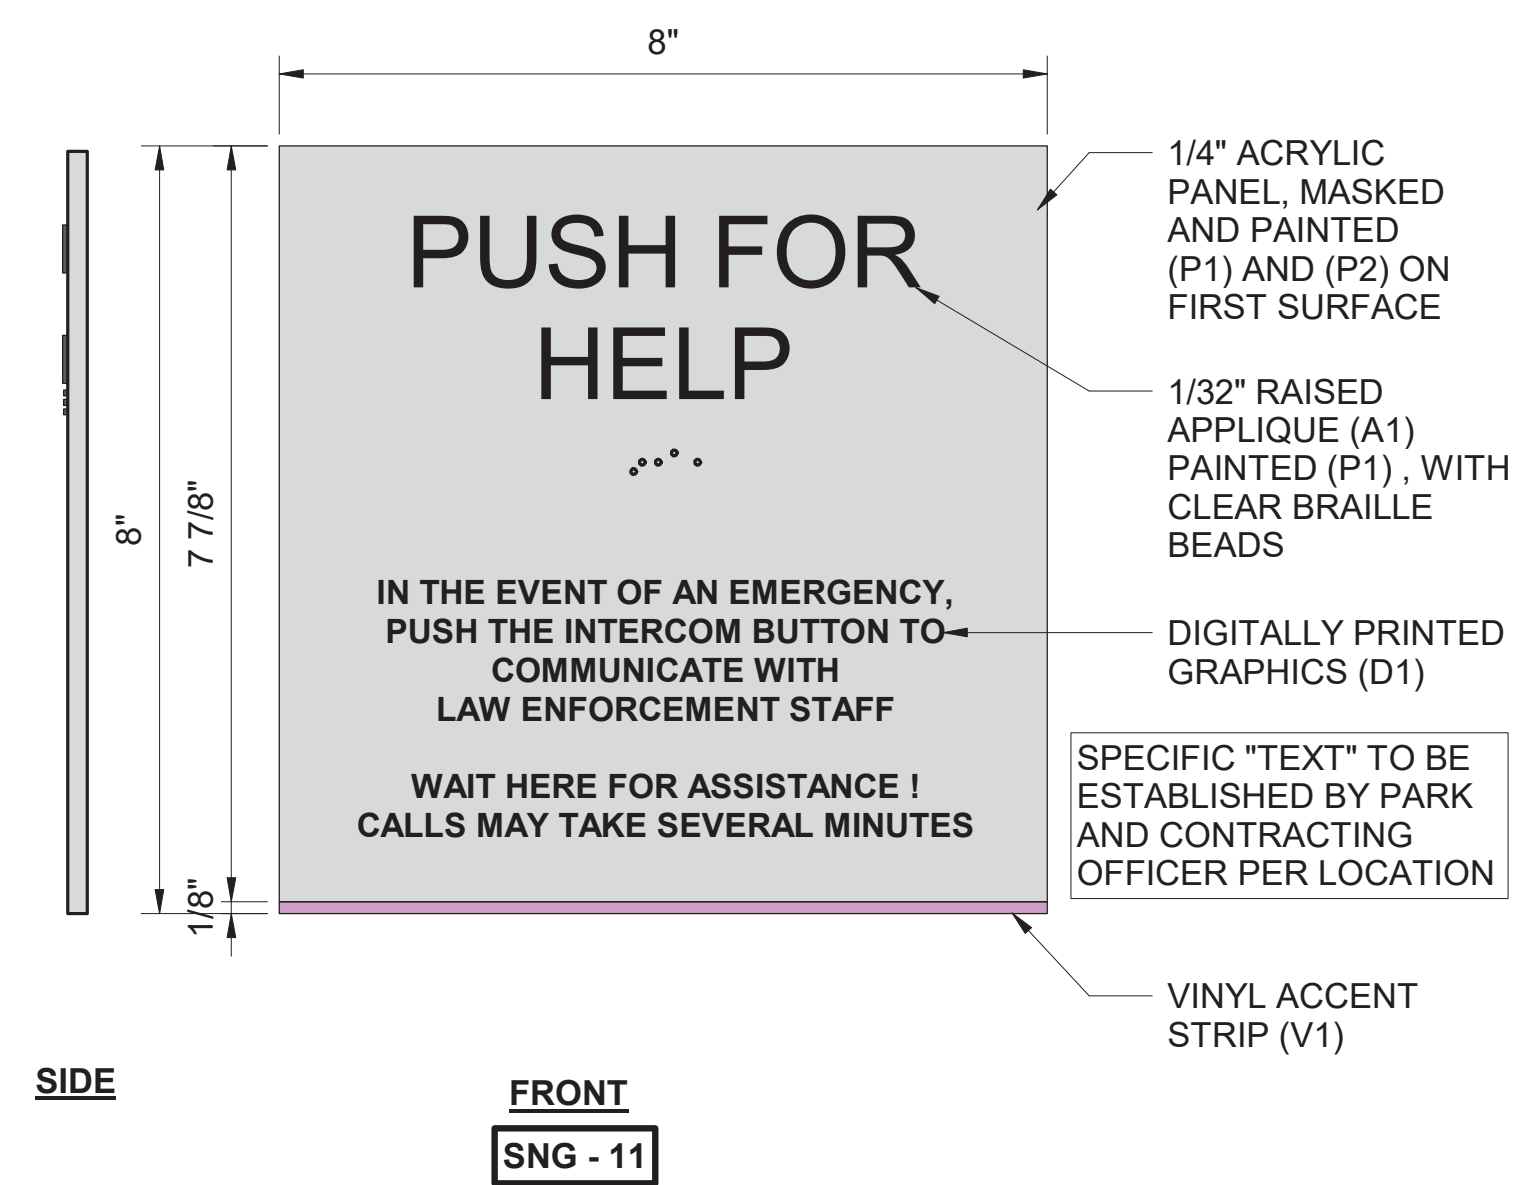 8"
1/4" ACRYLIC
PANEL, MASKED
AND PAINTED
(P1) AND (P2) ON
FIRST SURFACE
PUSH FOR
HELP
1/32" RAISED
APPLIQUE (A1)
PAINTED (P1) , WITH
CLEAR BRAILLE
BEADS
8"
7 7/8"
IN THE EVENT OF AN EMERGENCY,
PUSH THE INTERCOM BUTTON TO
COMMUNICATE WITH
LAW ENFORCEMENT STAFF
DIGITALLY PRINTED
GRAPHICS (D1)
WAIT HERE FOR ASSISTANCE !
CALLS MAY TAKE SEVERAL MINUTES
SPECIFIC "TEXT" TO BE
ESTABLISHED BY PARK
AND CONTRACTING
OFFICER PER LOCATION
1/8"
VINYL ACCENT
STRIP (V1)
SIDE
FRONT
SNG - 11